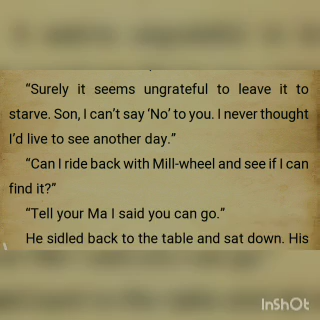 “Surely it seems ungrateful to leave it to
starve. Son, I can’t say ‘No’ to you. I never thought
I’d live to see another day.”
“Can I ride back with Mill-wheel and see if I can
find it?”
“Tell your Ma I said you can go.”
He sidled back to the table and sat down. His
InShOt